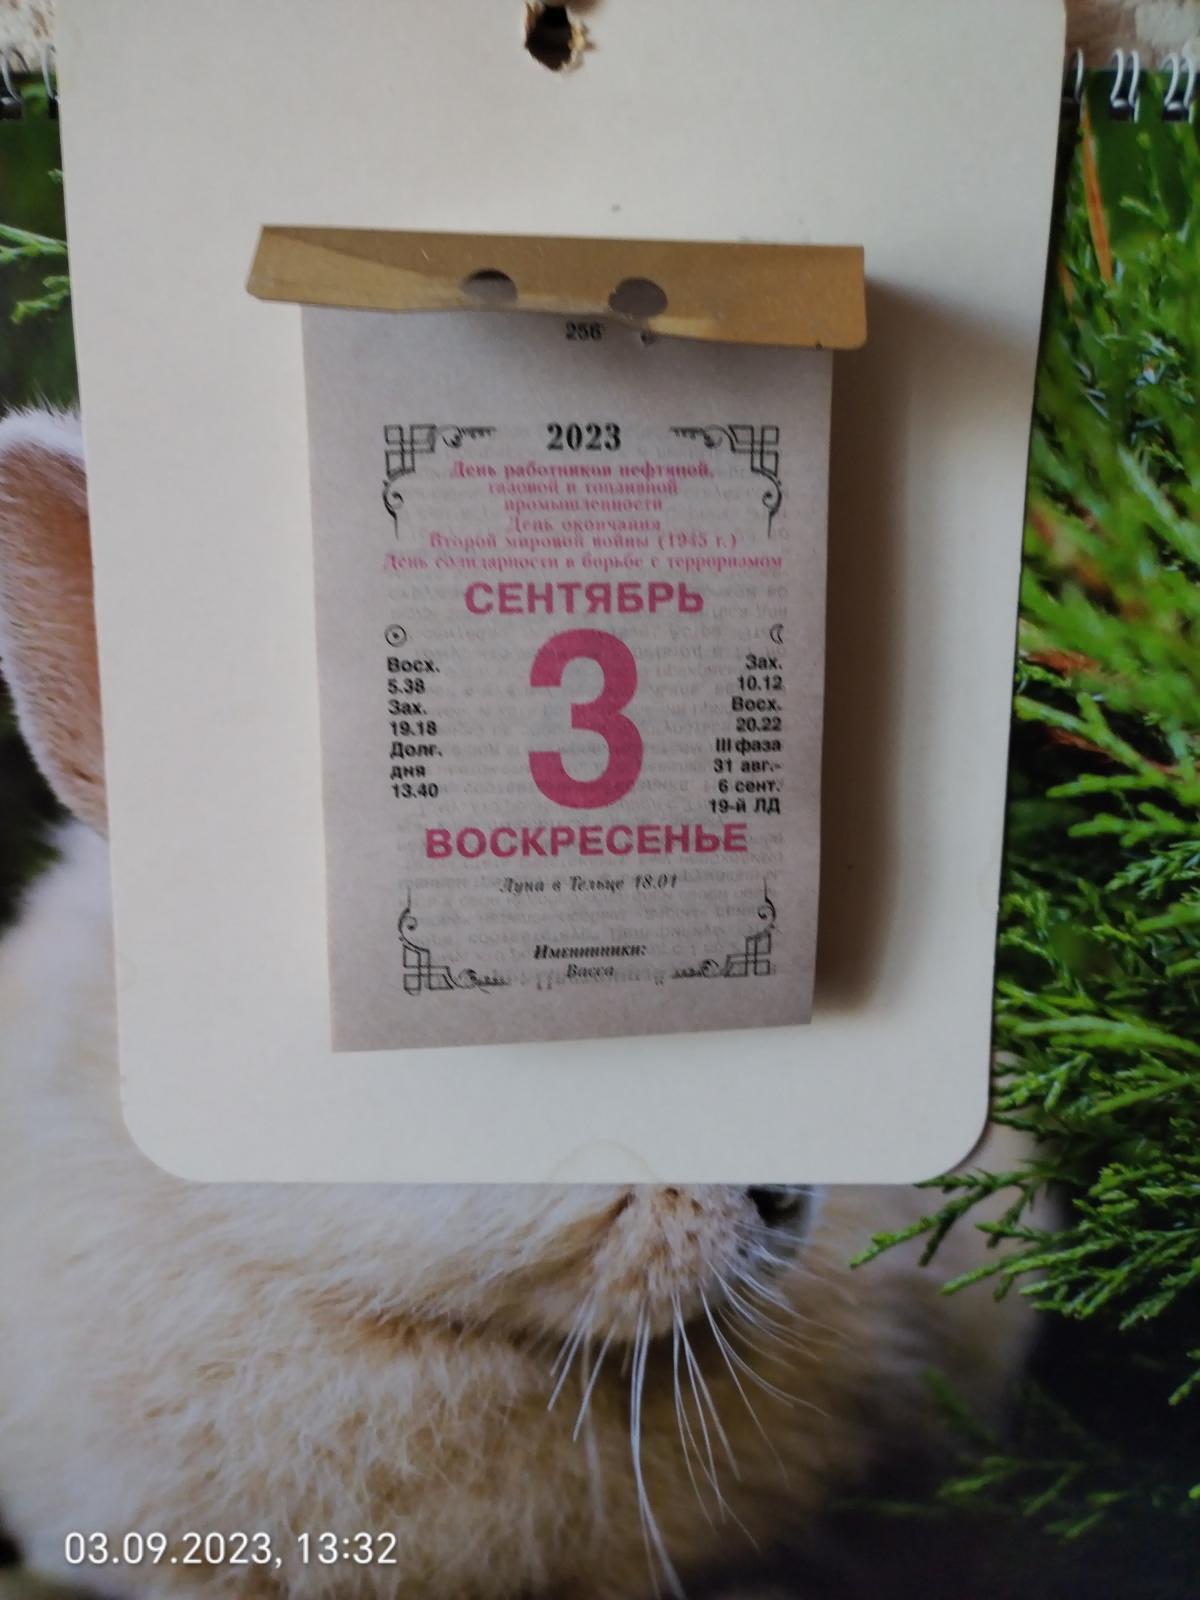 256
2023
День работников нефтяной,
газовой и топливной
промышленности
День окончания
Второй мировой войны (1945 г.)
День солидарности в борьбе с терроризмом
СЕНТЯБРЬ
3
Восх.
5.38
Зах.
19.18
Долг.
дня
13.40
Зах.
10.12
Восх.
20.22
III фаза
31 авг.-
6 сент.
19-й ЛД
ВОСКРЕСЕНЬЕ
Луна в Тельце 18.01
Именинники:
Васса
03.09.2023, 13:32